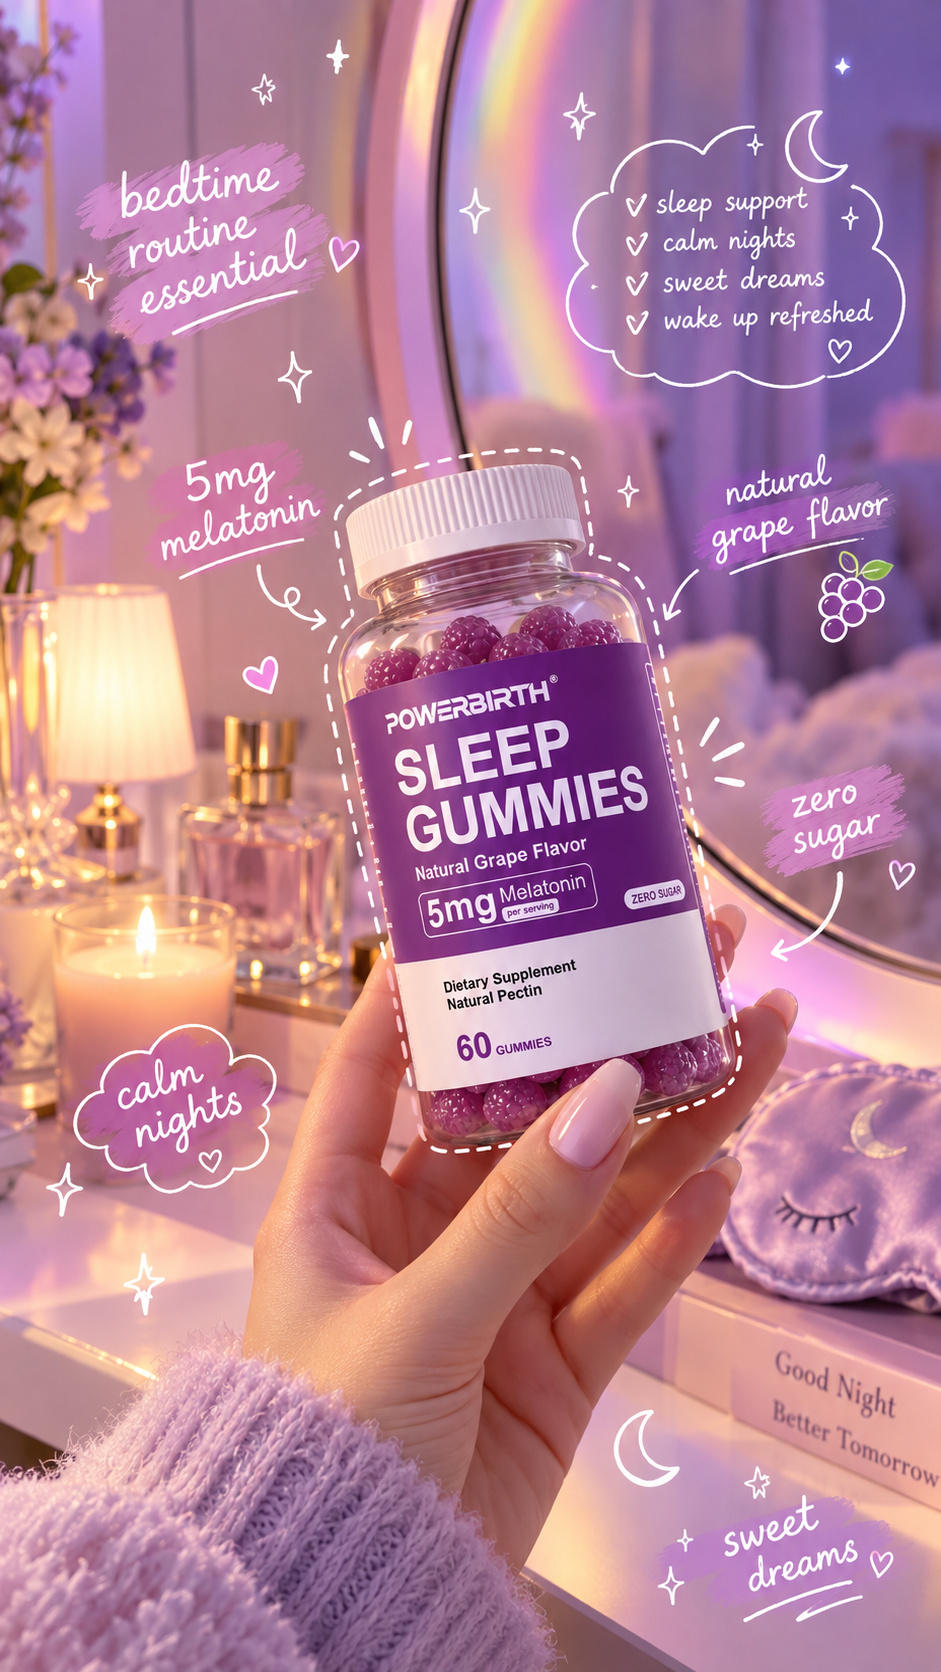 bedtime
routine
essential
sleep support
calm nights
sweet dreams
wake up refreshed
5mg
melatonin
natural
grape flavor
POWERBIRTH®
SLEEP
GUMMIES
Natural Grape Flavor
5mg Melatonin
per serving
ZERO SUGAR
Dietary Supplement
Natural Pectin
60 GUMMIES
zero
sugar
calm
nights
Good Night
Better Tomorrow
sweet
dreams